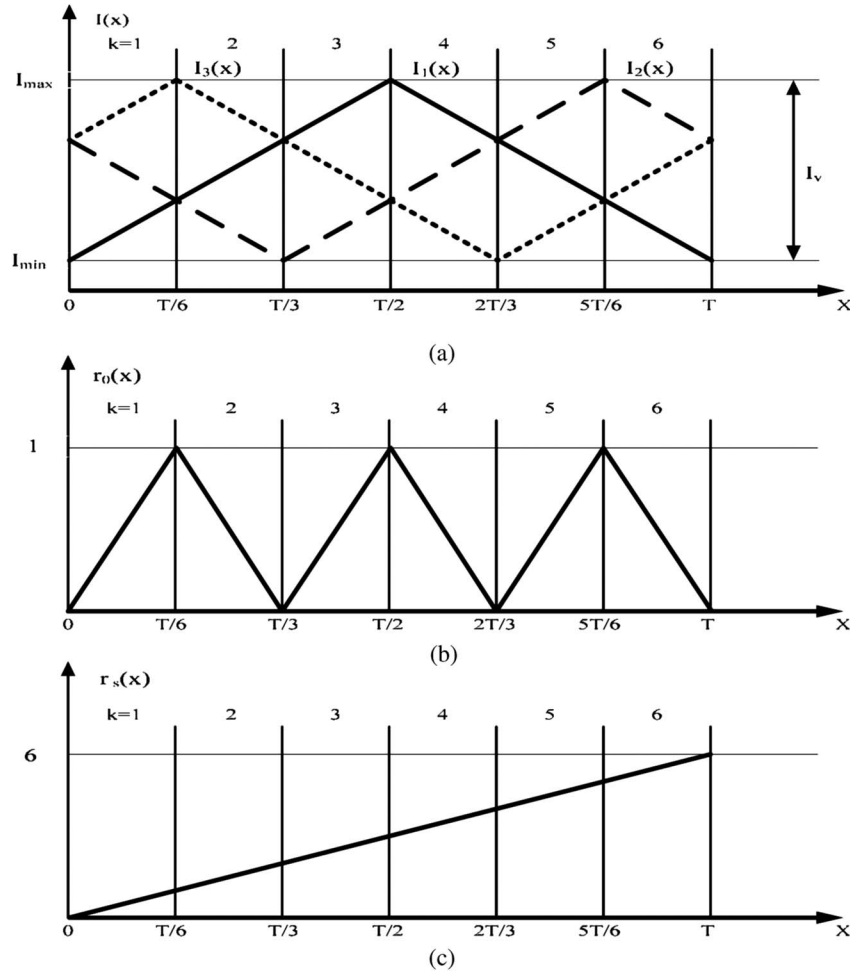 I(x)
k=1 2 3 4 5 6
I₃(x) I₁(x) I₂(x)
Iₘₐₓ
Iᵥ
Iₘᵢₙ
0 T/6 T/3 T/2 2T/3 5T/6 T X
(a)
r₀(x)
k=1 2 3 4 5 6
1
0 T/6 T/3 T/2 2T/3 5T/6 T X
(b)
rₛ(x)
k=1 2 3 4 5 6
6
0 T/6 T/3 T/2 2T/3 5T/6 T X
(c)